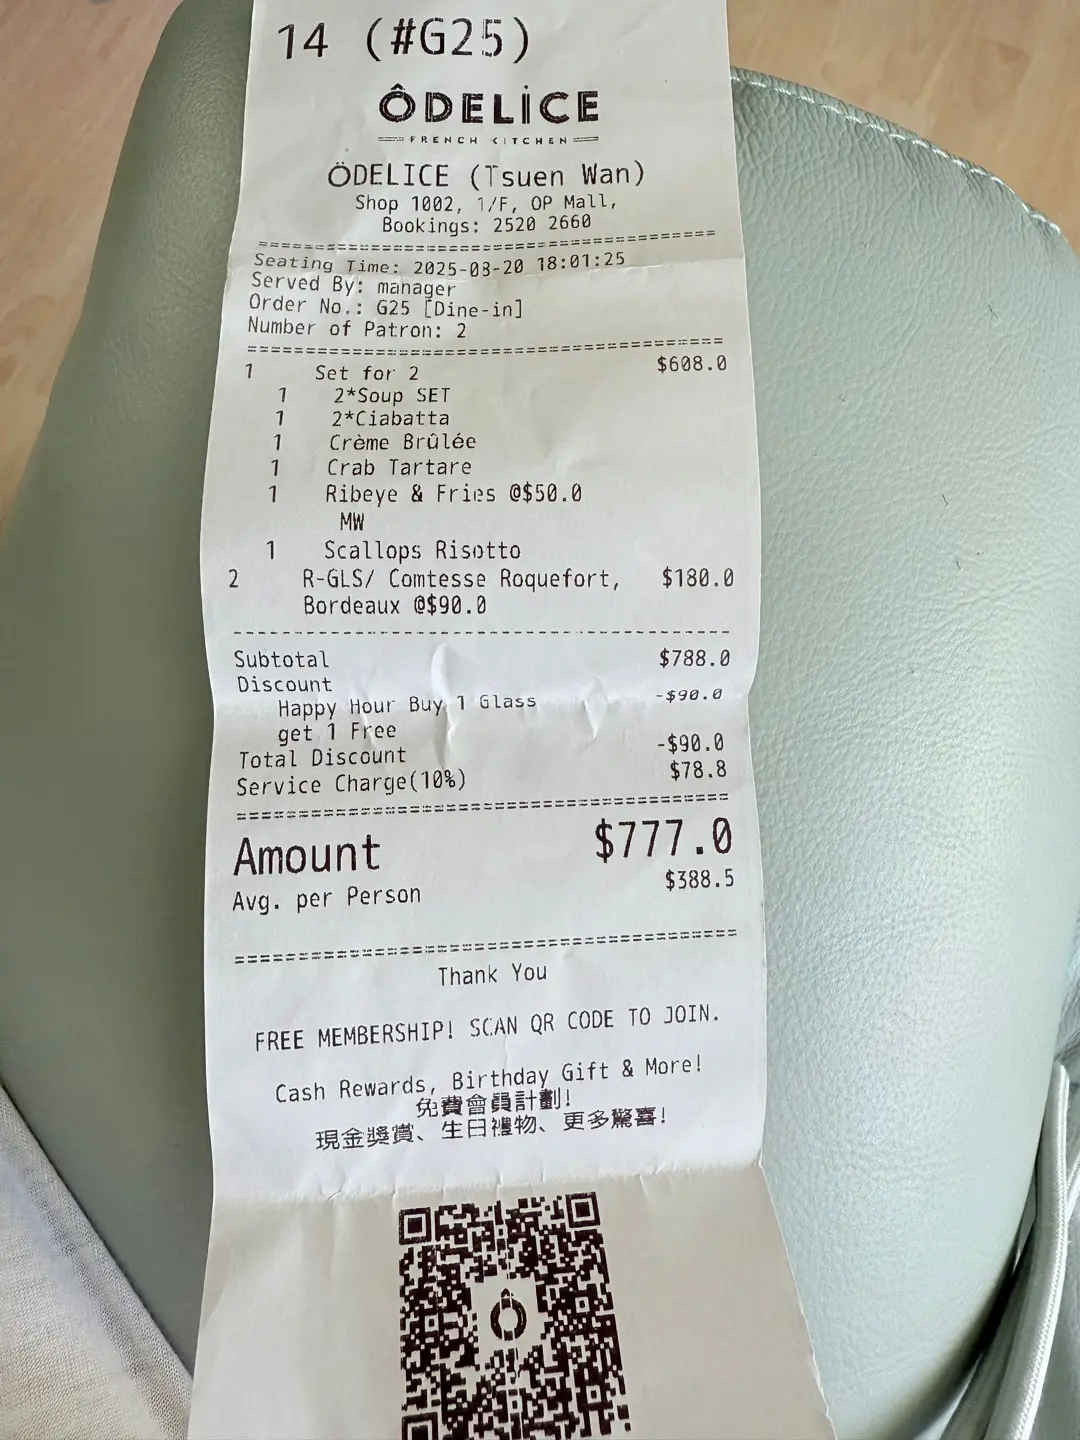 14 (#G25)
ÔDELİCE
FRENCH KITCHEN
ÖDELICE (Tsuen Wan)
Shop 1002, 1/F, OP Mall,
Bookings: 2520 2660
Seating Time: 2025-03-20 18:01:25
Served By: manager
Order No.: G25 [Dine-in]
Number of Patron: 2
1 Set for 2 $608.0
1 2*Soup SET
1 2*Ciabatta
1 Crème Brûlée
1 Crab Tartare
1 Ribeye & Fries @$50.0
MW
1 Scallops Risotto
2 R-GLS/ Comtesse Roquefort, $180.0
Bordeaux @$90.0
Subtotal $788.0
Discount
Happy Hour Buy 1 Glass -$90.0
get 1 Free
Total Discount -$90.0
Service Charge(10%) $78.8
Amount $777.0
Avg. per Person $388.5
Thank You
FREE MEMBERSHIP! SCAN QR CODE TO JOIN.
Cash Rewards, Birthday Gift & More!
免費會員計劃!
現金獎賞、生日禮物、更多驚喜!
Ô